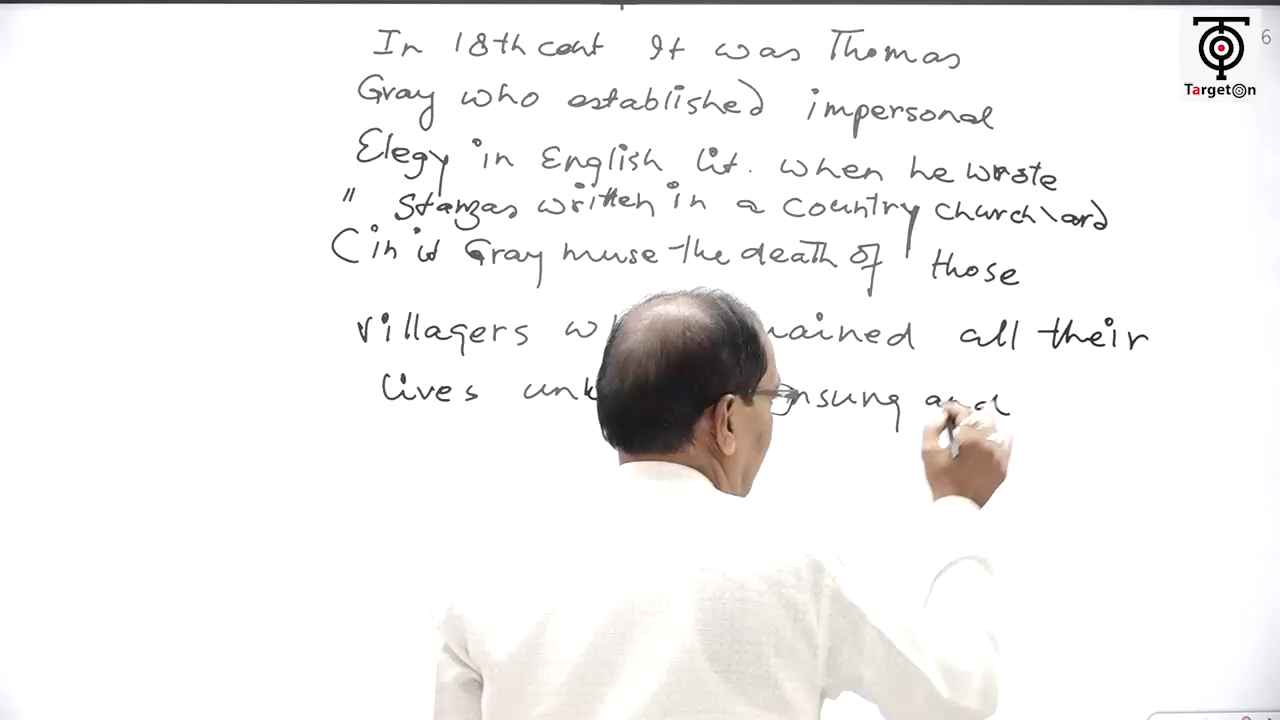 In 18th cent It was Thomas
Gray who established impersonal
Elegy in English lit. when he wrote
" Stanzas written in a country churchyard
( in it Gray muse the death of those
villagers ained all their
lives unk nsung and
TargetOn
6